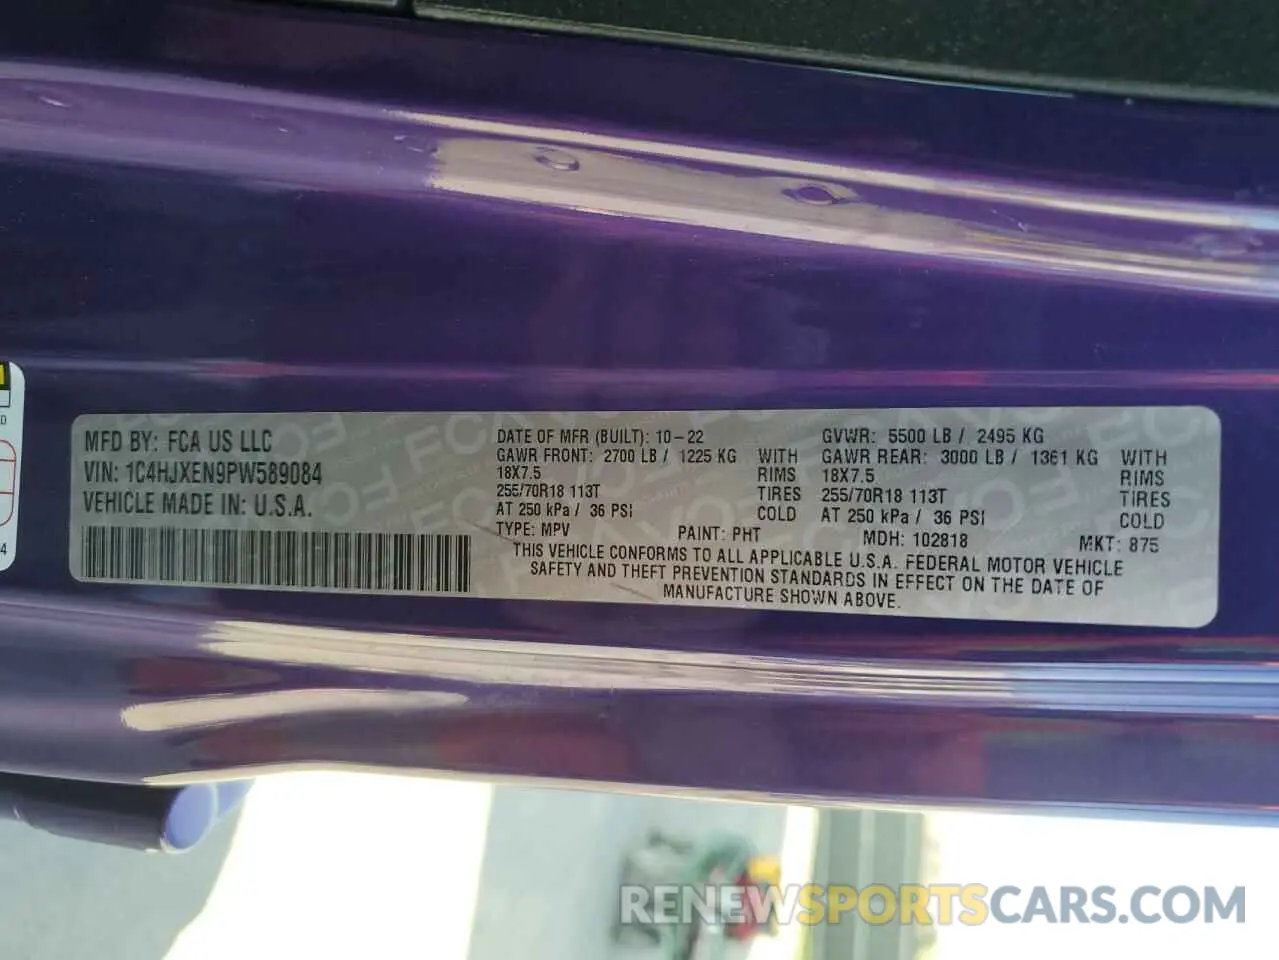 MFD BY: FCA US LLC
VIN: 1C4HJXEN9PW589084
VEHICLE MADE IN: U.S.A.
DATE OF MFR (BUILT): 10-22
GAWR FRONT: 2700 LB / 1225 KG WITH
18X7.5 RIMS
255/70R18 113T TIRES
AT 250 kPa / 36 PSI COLD
GVWR: 5500 LB / 2495 KG
GAWR REAR: 3000 LB / 1361 KG WITH
18X7.5 RIMS
255/70R18 113T TIRES
AT 250 kPa / 36 PSI COLD
TYPE: MPV PAINT: PHT MDH: 102818 MKT: 875
THIS VEHICLE CONFORMS TO ALL APPLICABLE U.S.A. FEDERAL MOTOR VEHICLE
SAFETY AND THEFT PREVENTION STANDARDS IN EFFECT ON THE DATE OF
MANUFACTURE SHOWN ABOVE.
RENEWSPORTSCARS.COM